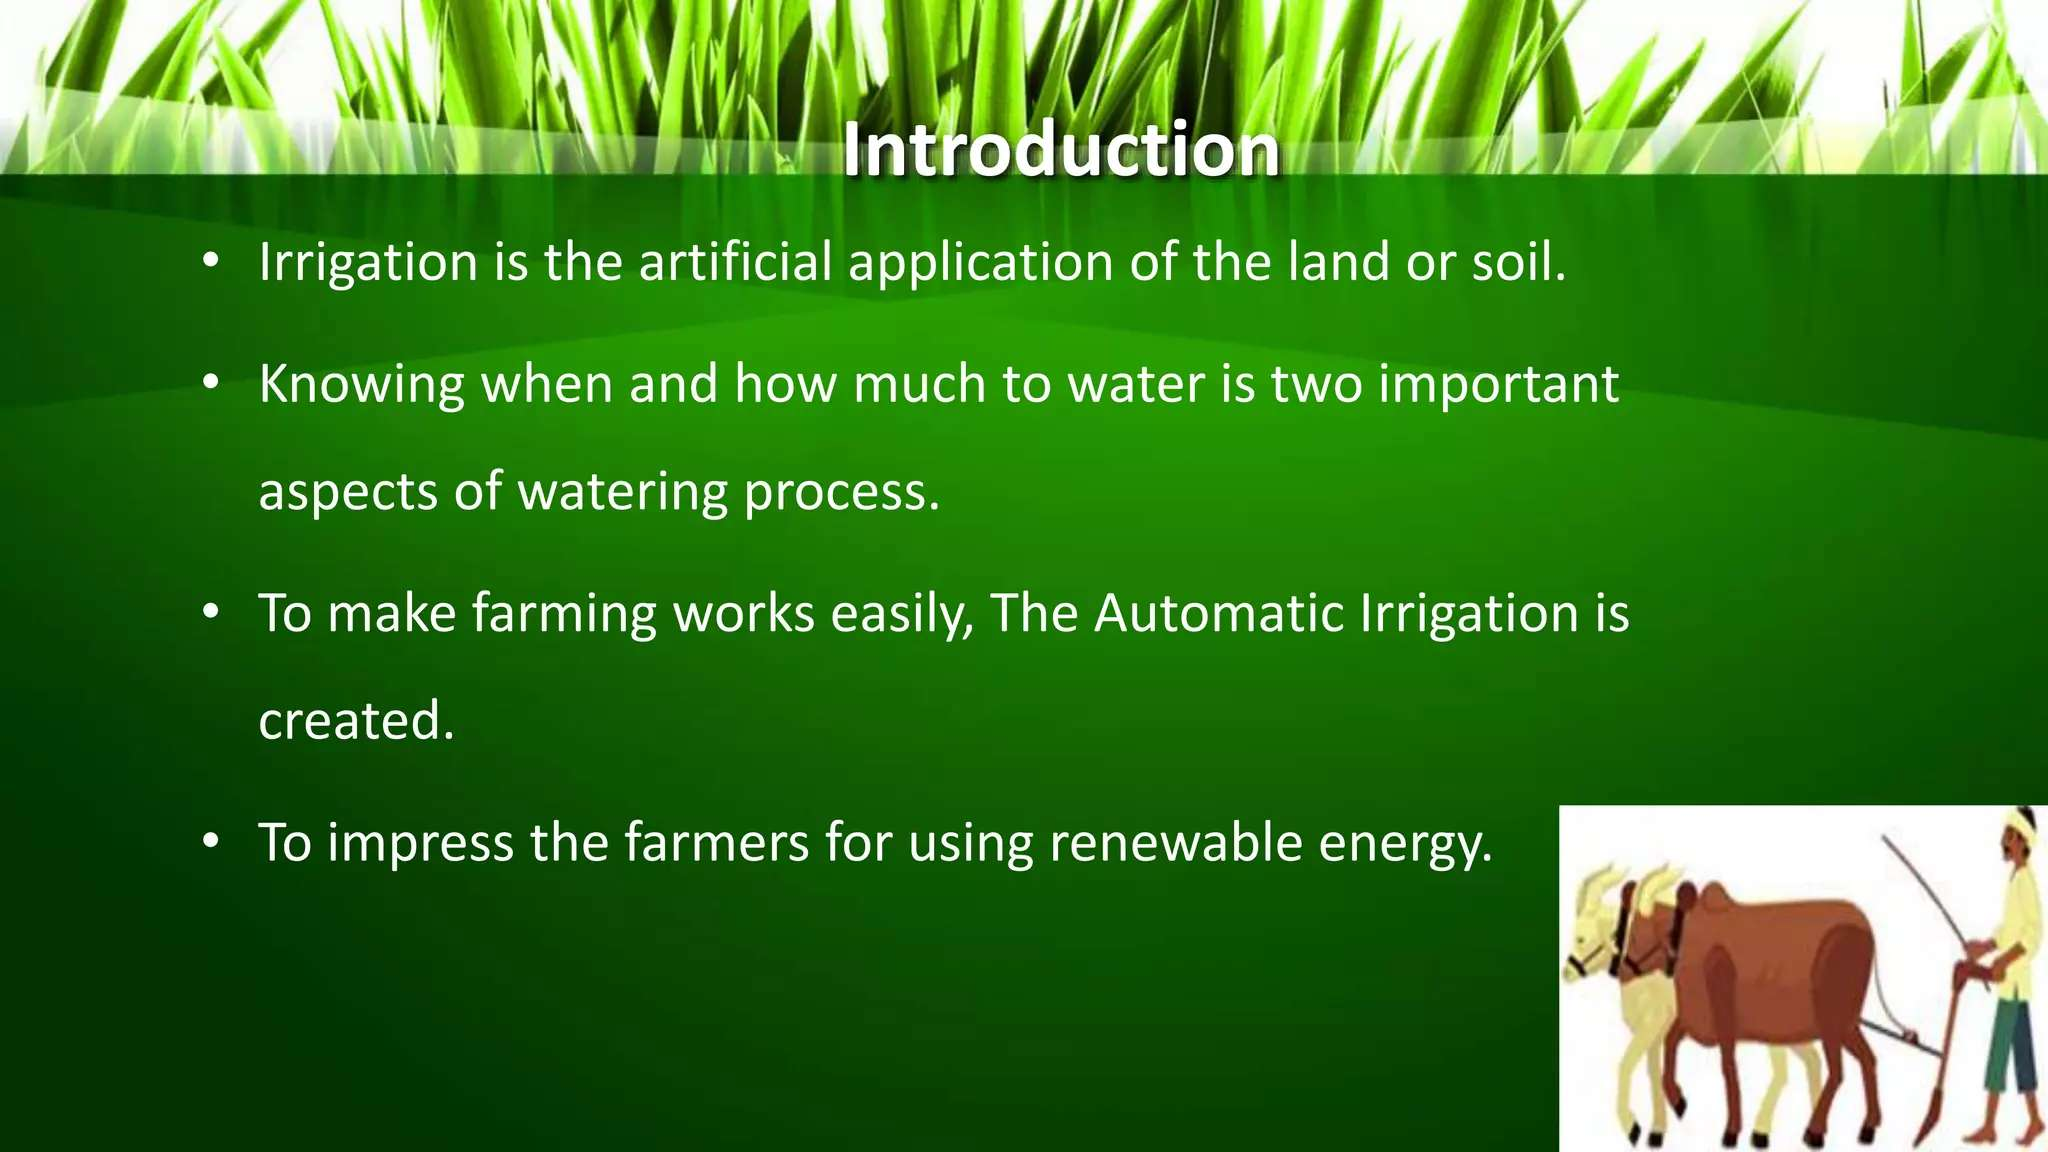 Introduction
• Irrigation is the artificial application of the land or soil.
• Knowing when and how much to water is two important
aspects of watering process.
• To make farming works easily, The Automatic Irrigation is
created.
• To impress the farmers for using renewable energy.